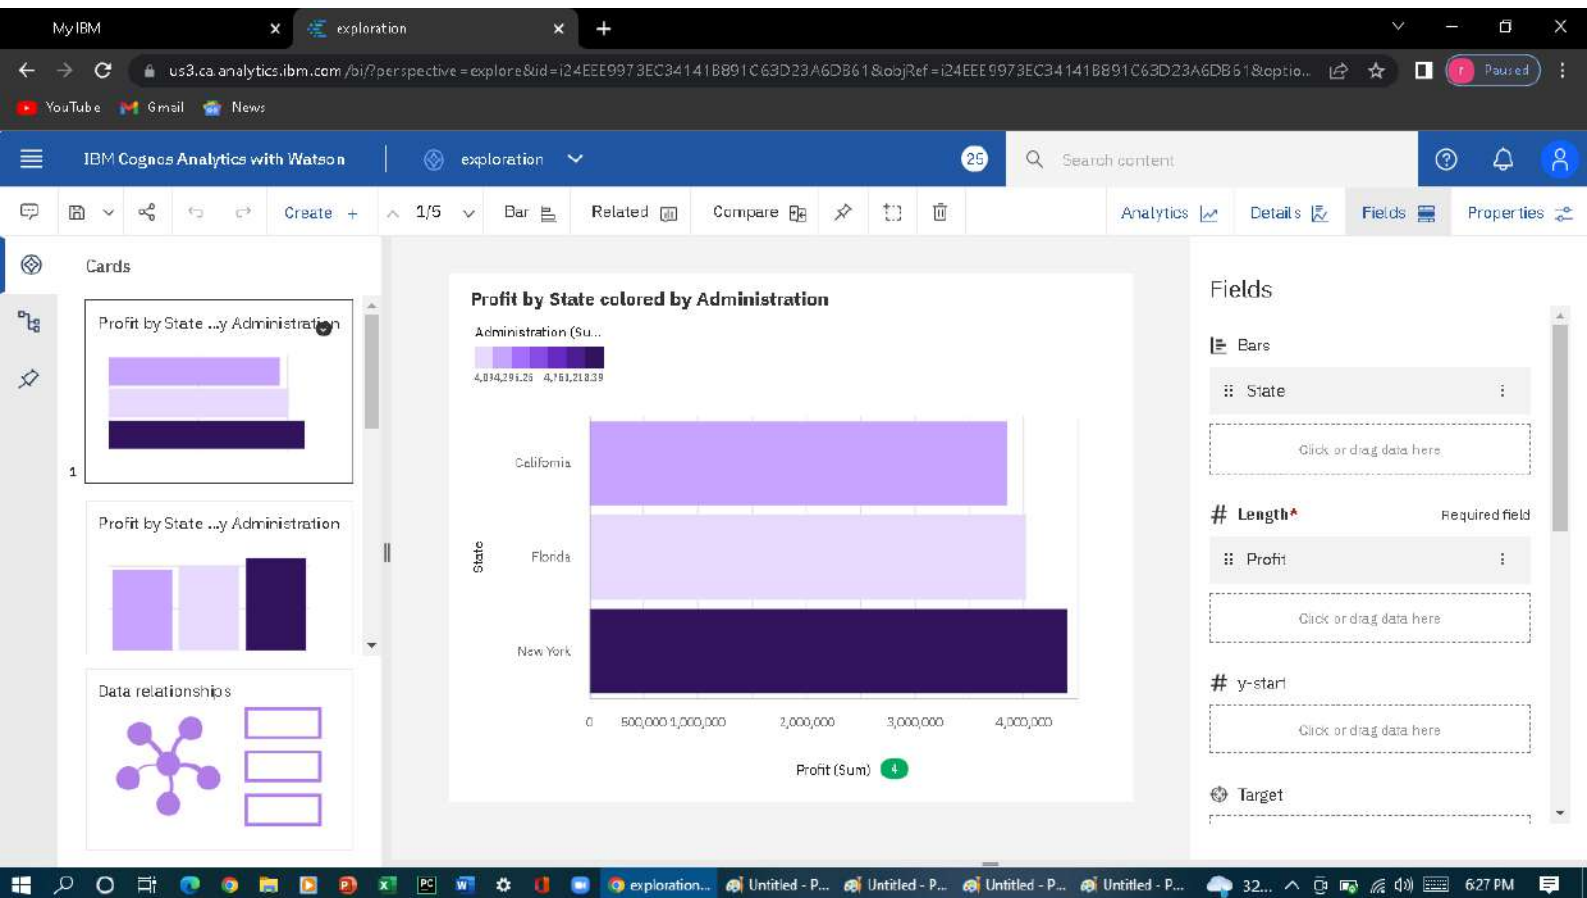 My IBM
exploration
us3.ca.analytics.ibm.com/bi/?perspective=explore&id=i24EEE9973EC34141B891C63D23A6DB61&objRef=i24EEE9973EC34141B891C63D23A6DB61&optio...
r Paused
YouTube Gmail News
IBM Cognos Analytics with Watson
exploration
25
Search content
Create +
1/5
Bar
Related
Compare
Analytics
Details
Fields
Properties
Cards
Profit by State ...y Administration
1
Profit by State ...y Administration
Data relationships
Profit by State colored by Administration
Administration (Su...
4,761,218.39
State
California
Florida
New York
0 500,000 1,000,000 2,000,000 3,000,000 4,000,000
Profit (Sum) 4
Fields
Bars
State
Click or drag data here
# Length* Required field
Profit
Click or drag data here
# y-start
Click or drag data here
Target
exploration... Untitled - P... Untitled - P... Untitled - P... Untitled - P... 32... 6:27 PM